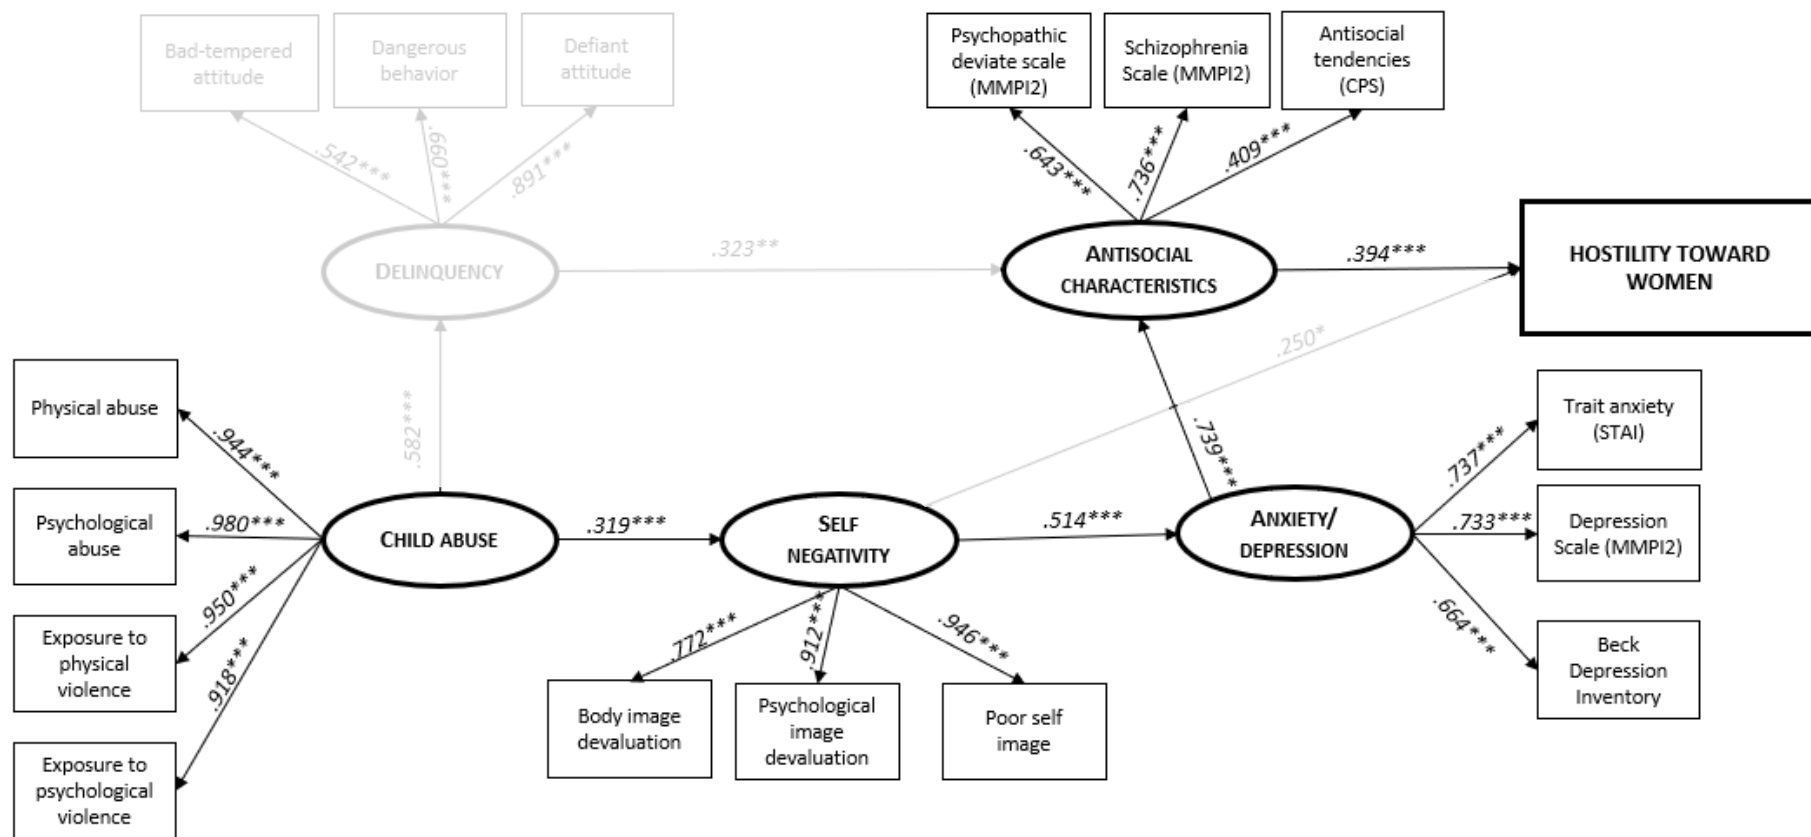 Bad-tempered
attitude
Dangerous
behavior
Defiant
attitude
Psychopathic
deviate scale
(MMPI2)
Schizophrenia
Scale (MMPI2)
Antisocial
tendencies
(CPS)
.542***
.660***
.891***
.643***
.736***
.409***
DELINQUENCY
.323**
ANTISOCIAL
CHARACTERISTICS
.394***
HOSTILITY TOWARD
WOMEN
.250*
.582***
.739***
Physical abuse
.944***
Psychological
abuse
.980***
Exposure to
physical
violence
.950***
Exposure to
psychological
violence
.918***
CHILD ABUSE
.319***
SELF
NEGATIVITY
.514***
ANXIETY/
DEPRESSION
.737***
Trait anxiety
(STAI)
.733***
Depression
Scale (MMPI2)
.664***
Beck
Depression
Inventory
.772***
.912***
.946***
Body image
devaluation
Psychological
image
devaluation
Poor self
image